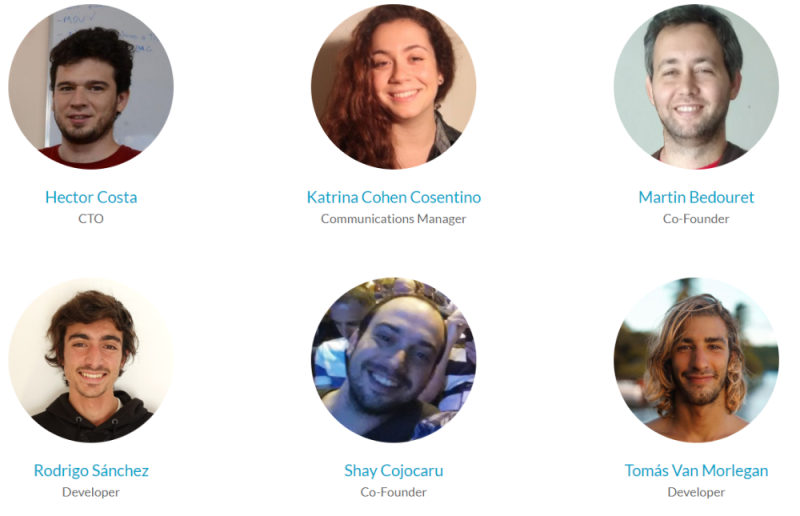 MOVV
Hector Costa
CTO
Katrina Cohen Cosentino
Communications Manager
Martin Bedouret
Co-Founder
Rodrigo Sánchez
Developer
Shay Cojocaru
Co-Founder
Tomás Van Morlegan
Developer